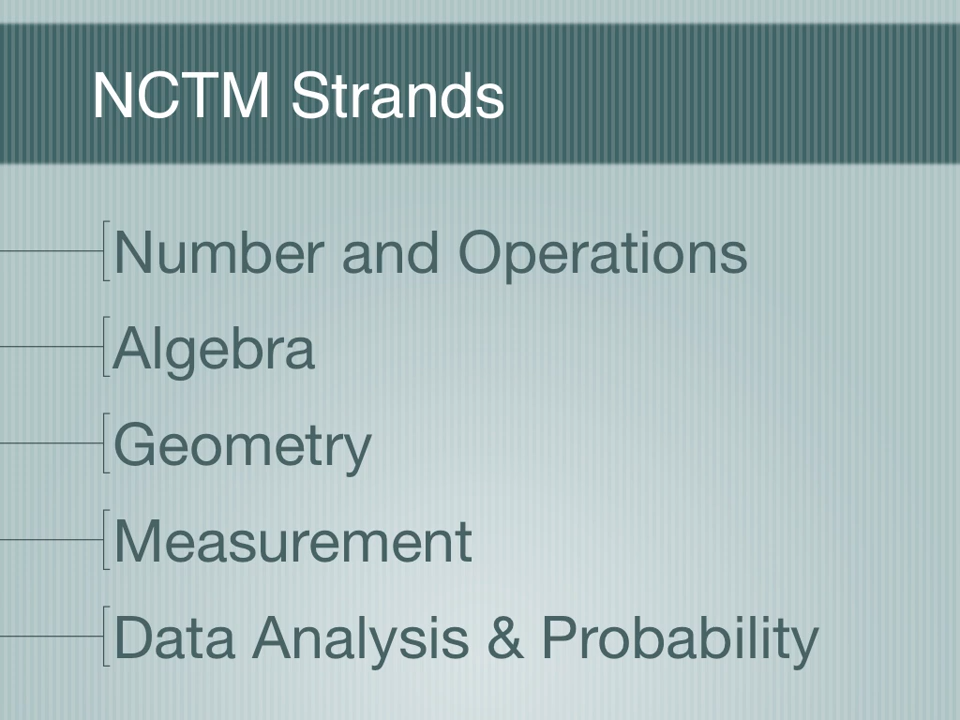 NCTM Strands
Number and Operations
Algebra
Geometry
Measurement
Data Analysis & Probability